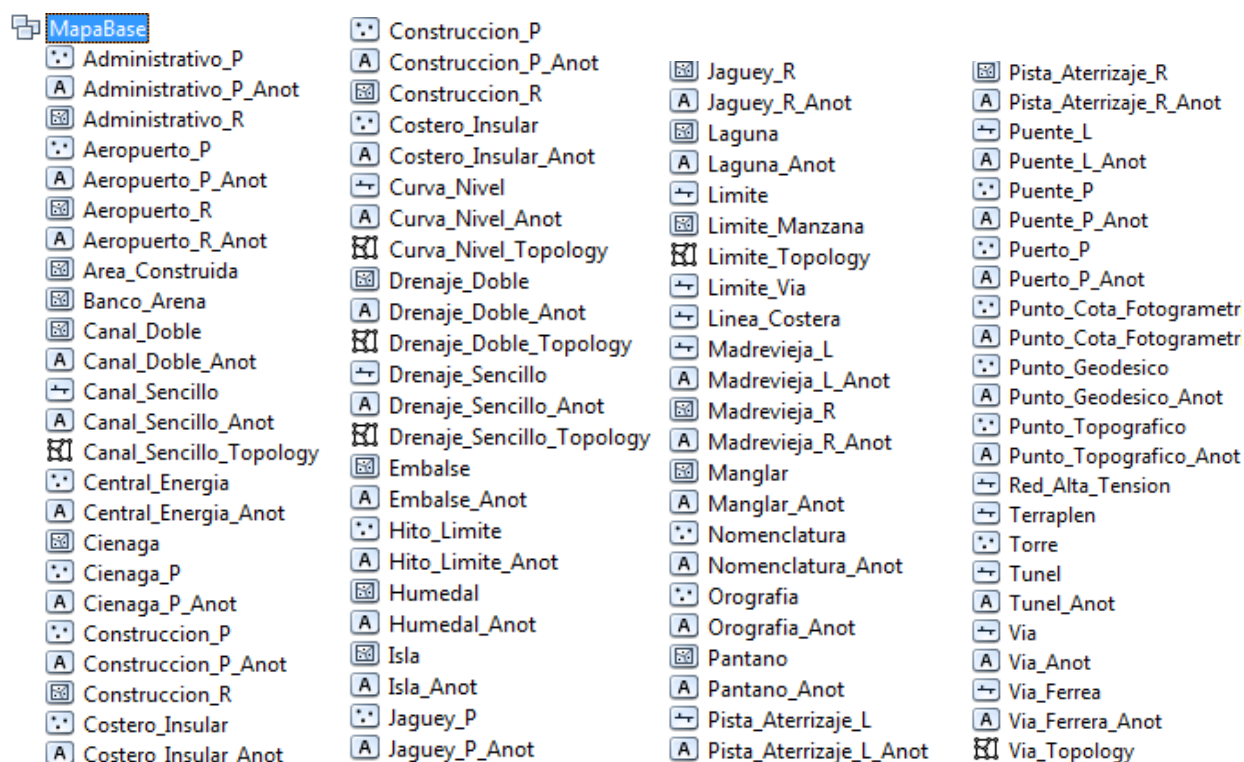 MapaBase
Administrativo_P
Administrativo_P_Anot
Administrativo_R
Aeropuerto_P
Aeropuerto_P_Anot
Aeropuerto_R
Aeropuerto_R_Anot
Area_Construida
Banco_Arena
Canal_Doble
Canal_Doble_Anot
Canal_Sencillo
Canal_Sencillo_Anot
Canal_Sencillo_Topology
Central_Energia
Central_Energia_Anot
Cienaga
Cienaga_P
Cienaga_P_Anot
Construccion_P
Construccion_P_Anot
Construccion_R
Costero_Insular
Costero_Insular_Anot
Construccion_P
Construccion_P_Anot
Construccion_R
Costero_Insular
Costero_Insular_Anot
Curva_Nivel
Curva_Nivel_Anot
Curva_Nivel_Topology
Drenaje_Doble
Drenaje_Doble_Anot
Drenaje_Doble_Topology
Drenaje_Sencillo
Drenaje_Sencillo_Anot
Drenaje_Sencillo_Topology
Embalse
Embalse_Anot
Hito_Limite
Hito_Limite_Anot
Humedal
Humedal_Anot
Isla
Isla_Anot
Jaguey_P
Jaguey_P_Anot
Jaguey_R
Jaguey_R_Anot
Laguna
Laguna_Anot
Limite
Limite_Manzana
Limite_Topology
Limite_Via
Linea_Costera
Madrevieja_L
Madrevieja_L_Anot
Madrevieja_R
Madrevieja_R_Anot
Manglar
Manglar_Anot
Nomenclatura
Nomenclatura_Anot
Orografia
Orografia_Anot
Pantano
Pantano_Anot
Pista_Aterrizaje_L
Pista_Aterrizaje_L_Anot
Pista_Aterrizaje_R
Pista_Aterrizaje_R_Anot
Puente_L
Puente_L_Anot
Puente_P
Puente_P_Anot
Puerto_P
Puerto_P_Anot
Punto_Cota_Fotogrametr
Punto_Cota_Fotogrametr
Punto_Geodesico
Punto_Geodesico_Anot
Punto_Topografico
Punto_Topografico_Anot
Red_Alta_Tension
Terraplen
Torre
Tunel
Tunel_Anot
Via
Via_Anot
Via_Ferrea
Via_Ferrera_Anot
Via_Topology